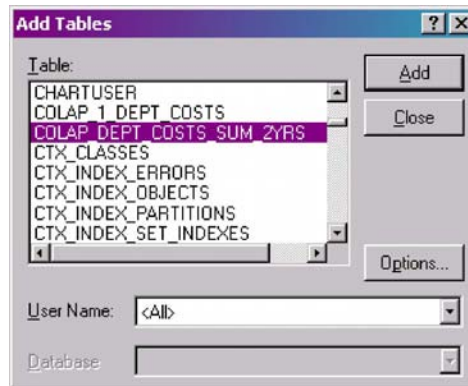 Add Tables
Table:
CHARTUSER
COLAP_1_DEPT_COSTS
COLAP_DEPT_COSTS_SUM_2YRS
CTX_CLASSES
CTX_INDEX_ERRORS
CTX_INDEX_OBJECTS
CTX_INDEX_PARTITIONS
CTX_INDEX_SET_INDEXES
Add
Close
Options...
User Name:
<All>
Database